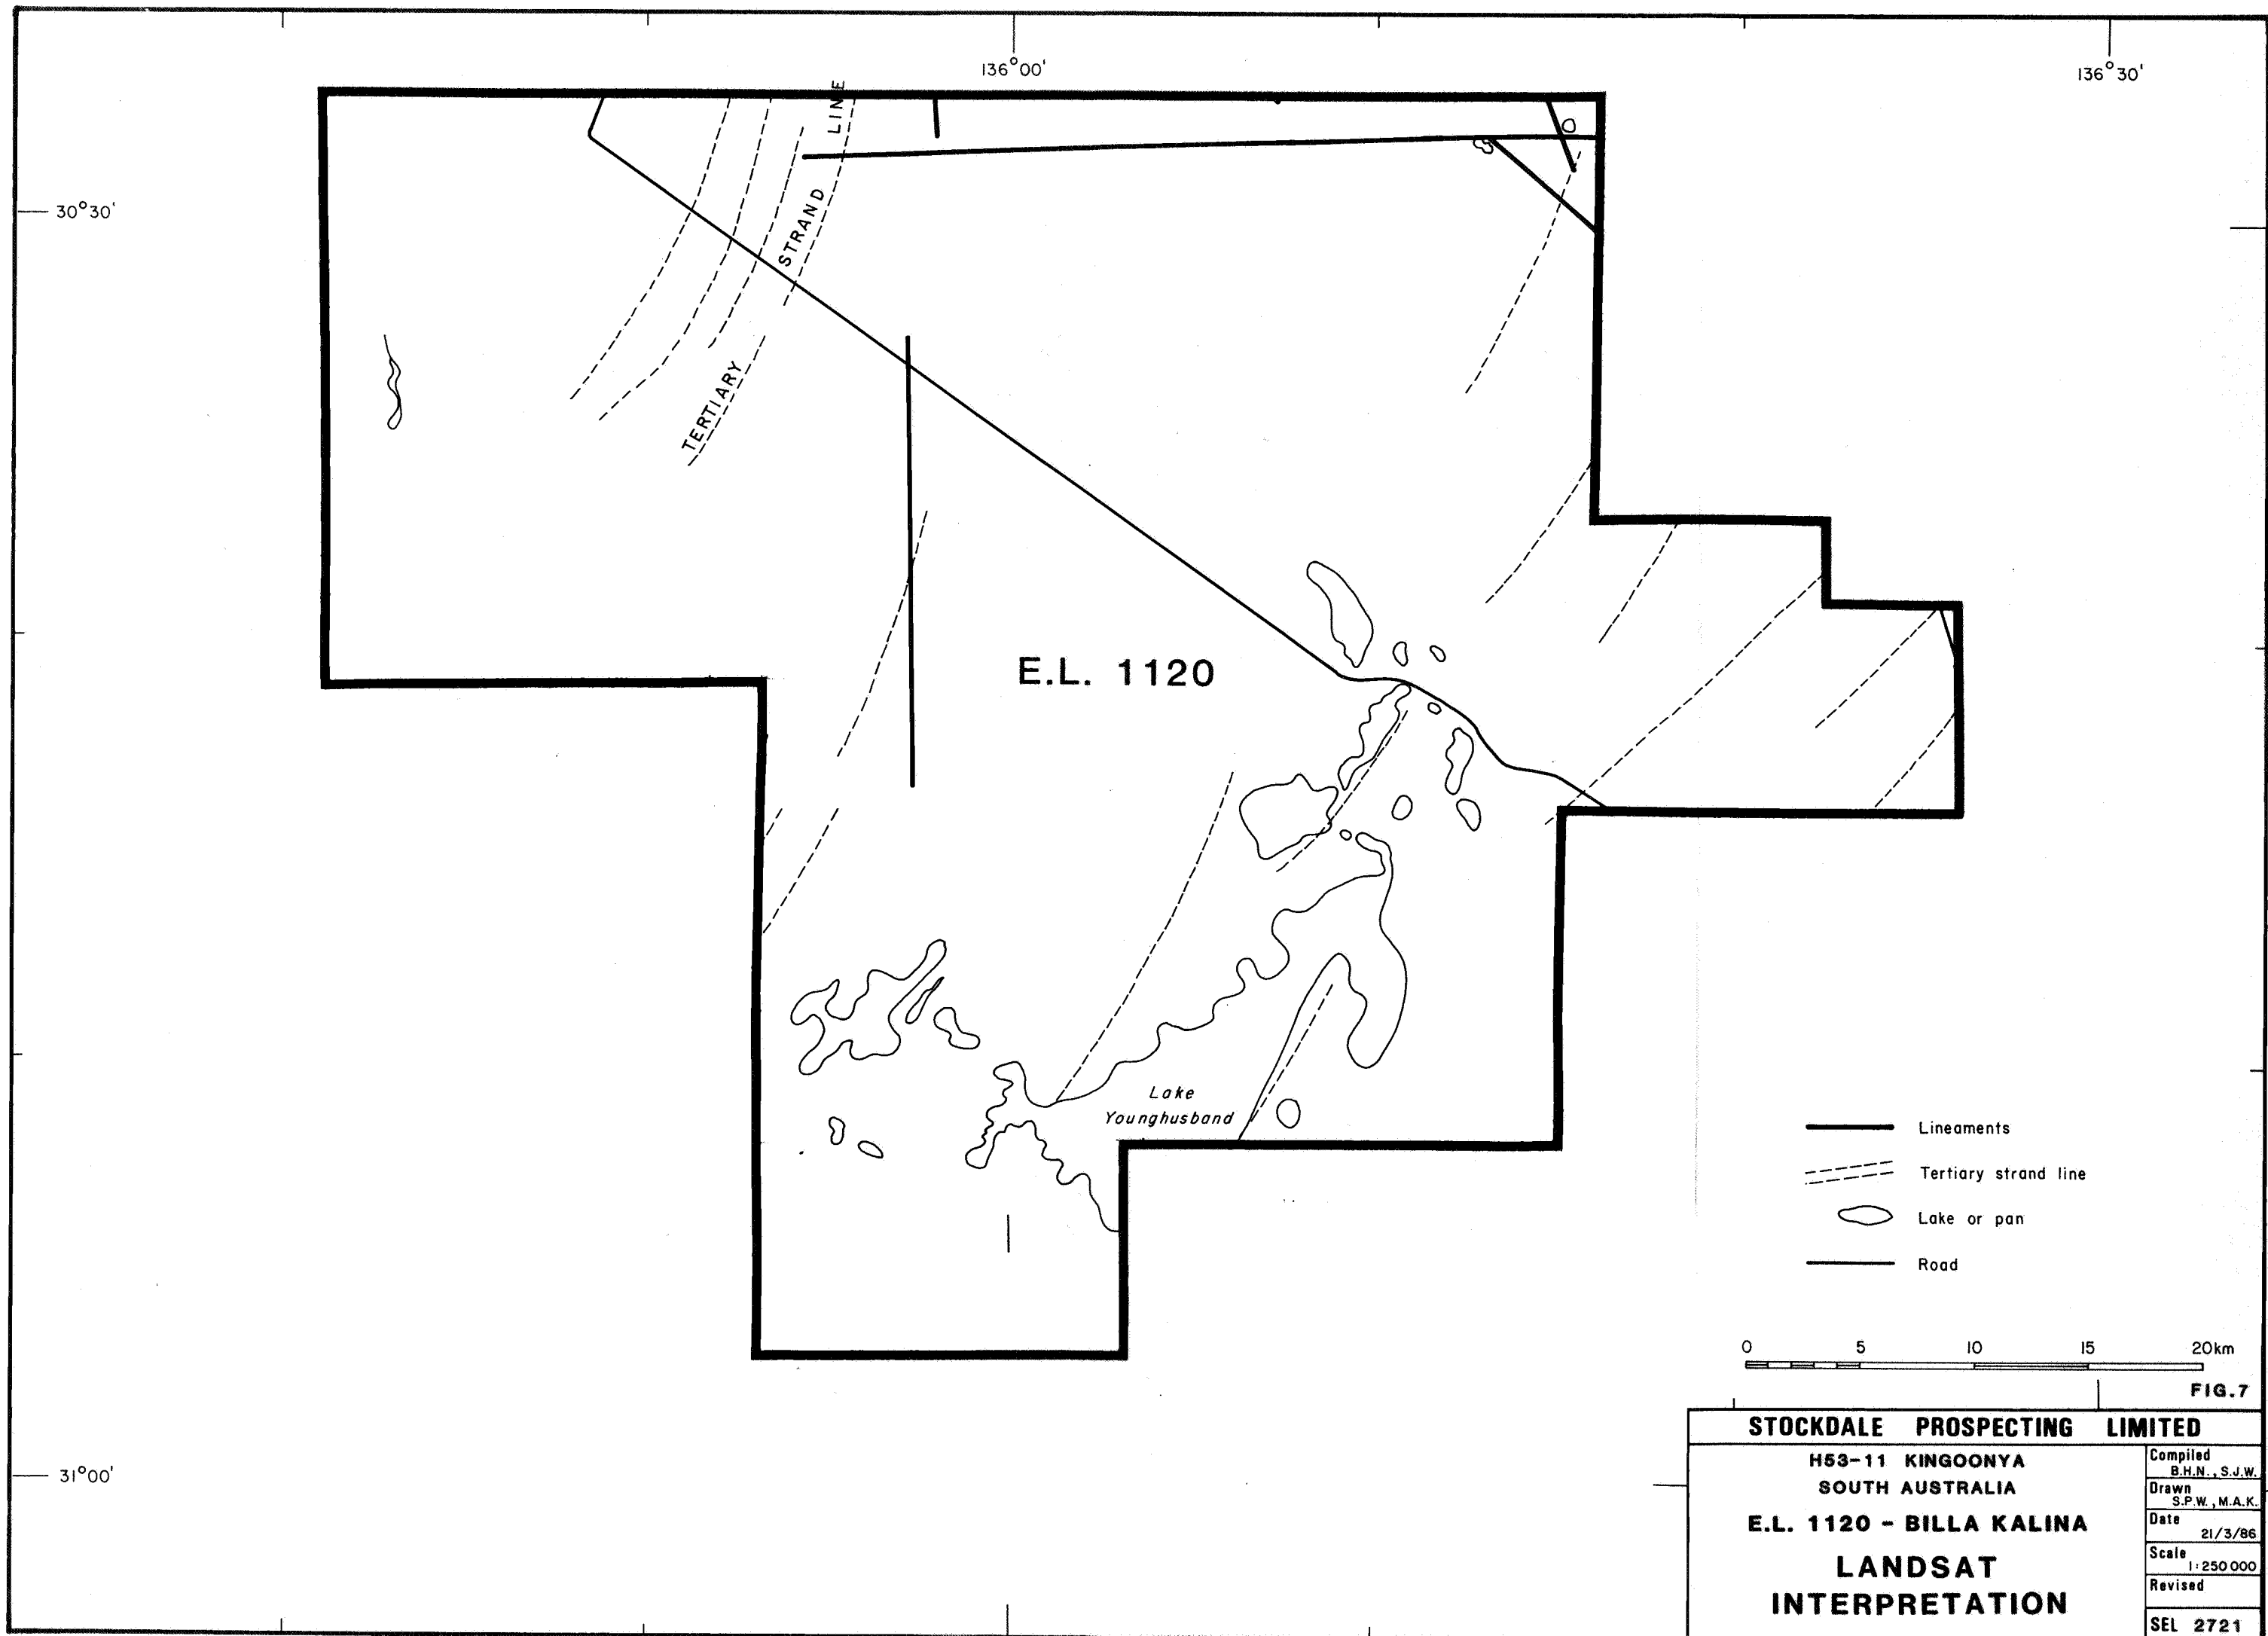 136°00'
136°30'
30°30'
TERTIARY STRAND LINE
E.L. 1120
Lake
Younghusband
Lineaments
Tertiary strand line
Lake or pan
Road
0 5 10 15 20km
FIG.7
31°00'
STOCKDALE PROSPECTING LIMITED
H53-11 KINGOONYA
SOUTH AUSTRALIA
E.L. 1120 - BILLA KALINA
LANDSAT
INTERPRETATION
Compiled
B.H.N., S.J.W.
Drawn
S.P.W., M.A.K.
Date
21/3/86
Scale
1:250000
Revised
SEL 2721